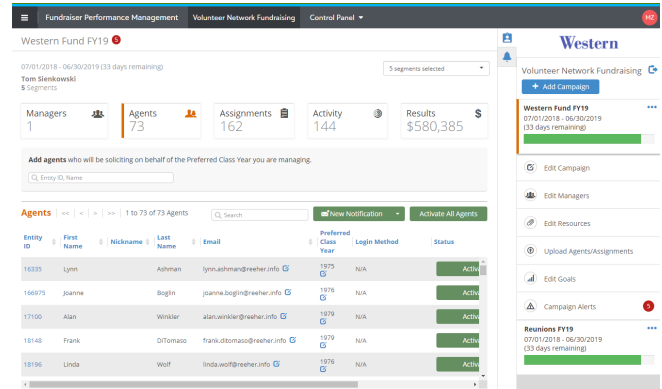 Fundraiser Performance Management Volunteer Network Fundraising Control Panel HZ
Western Fund FY19 5
07/01/2018 - 06/30/2019 (33 days remaining)
Tom Sienkowski
5 Segments
5 segments selected
Managers
1
Agents
73
Assignments
162
Activity
144
Results
$580,385
$
Add agents who will be soliciting on behalf of the Preferred Class Year you are managing.
Entity ID, Name
Agents << < > >> 1 to 73 of 73 Agents Search New Notification Activate All Agents
Entity ID First Name Nickname Last Name Email Preferred Class Year Login Method Status
16335 Lynn Ashman lynn.ashman@reeher.info 1975 N/A Activa
166975 Joanne Boglin joanne.boglin@reeher.info 1976 N/A Activa
17100 Alan Winkler alan.winkler@reeher.info 1979 N/A Activa
18148 Frank DiTomaso frank.ditomaso@reeher.info 1979 N/A Activa
18196 Linda Wolf linda.wolf@reeher.info 1976 N/A Activa
Western
Volunteer Network Fundraising
+ Add Campaign
Western Fund FY19
07/01/2018 - 06/30/2019
(33 days remaining)
Edit Campaign
Edit Managers
Edit Resources
Upload Agents/Assignments
Edit Goals
Campaign Alerts 5
Reunions FY19
07/01/2018 - 06/30/2019
(33 days remaining)